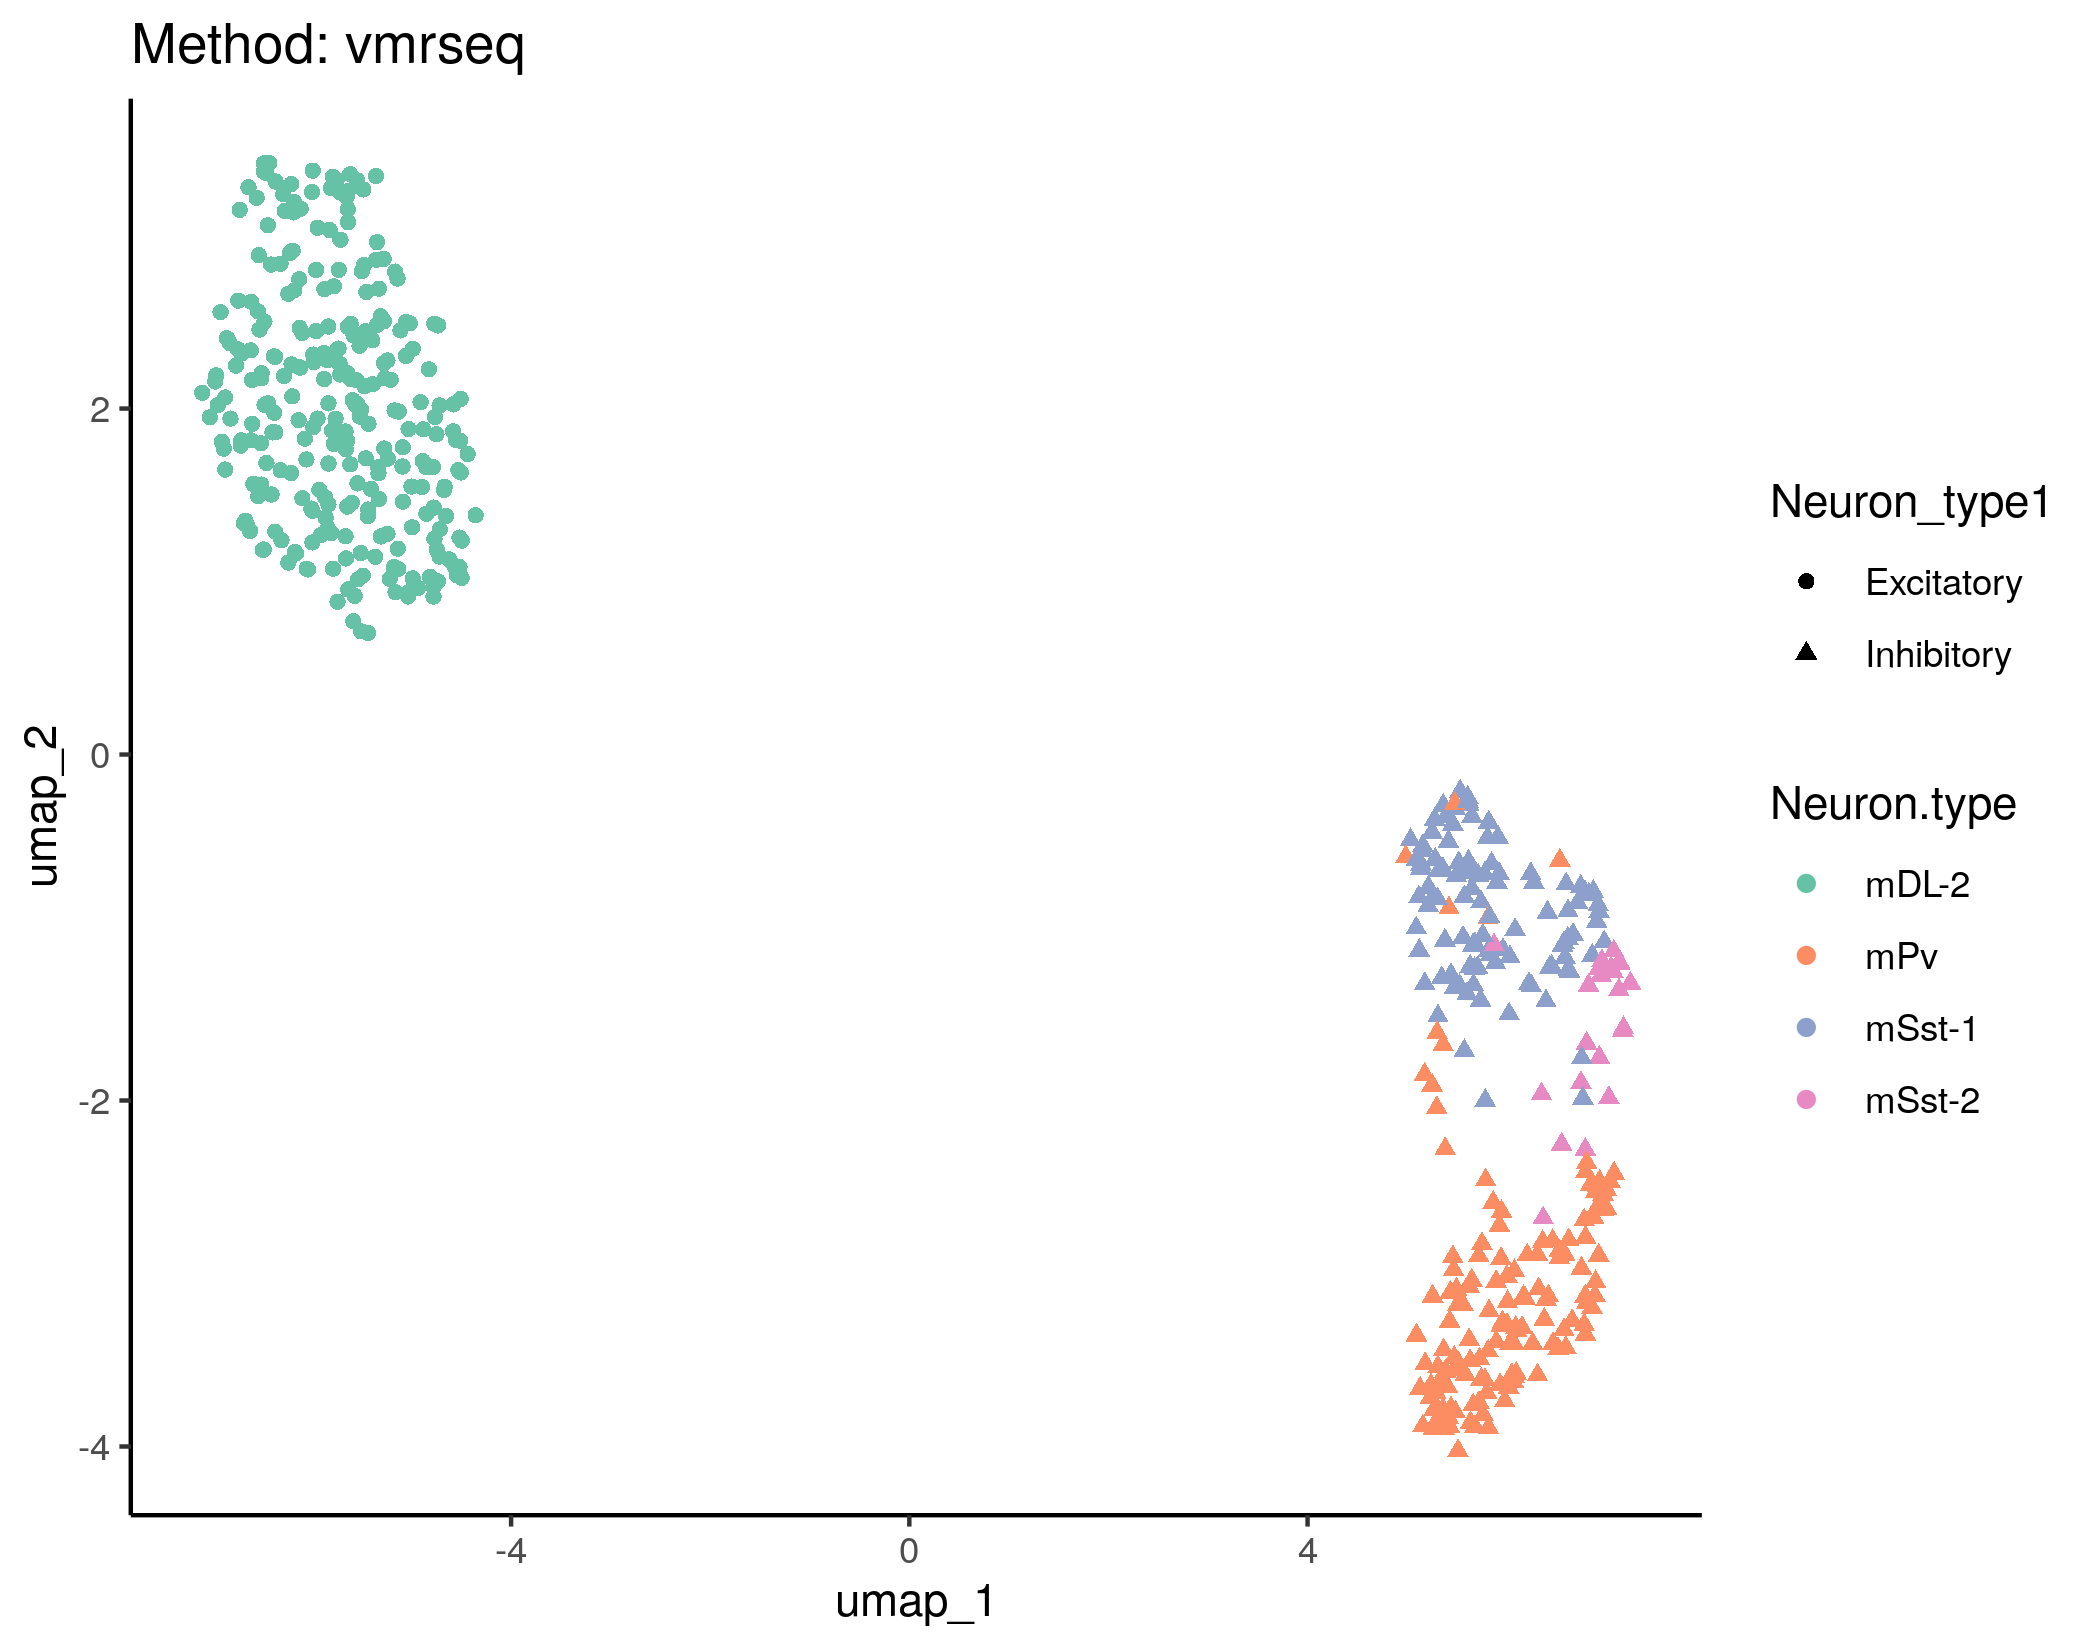 Method: vmrseq
umap_2
2
0
-2
-4
-4
0
4
umap_1
Neuron_type1
Excitatory
Inhibitory
Neuron.type
mDL-2
mPv
mSst-1
mSst-2